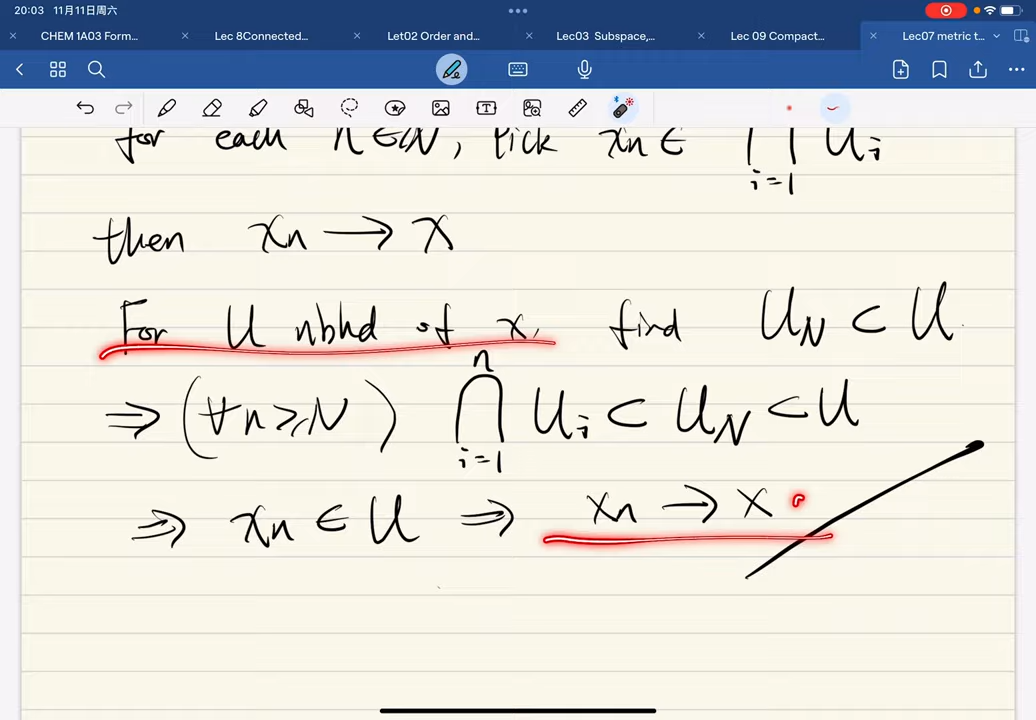 20:03 11月11日周六
CHEM 1A03 Form... Lec 8Connected... Let02 Order and... Lec03 Subspace,... Lec 09 Compact... Lec07 metric t...
for each n∈ℕ, pick xn ∈ ⋂ i=1 Ui
then xn → x
For U nbhd of x, find UN ⊂ U.
⇒ (∀n≥N) ⋂ i=1 n Ui ⊂ UN ⊂ U
⇒ xn ∈ U ⇒ xn → x